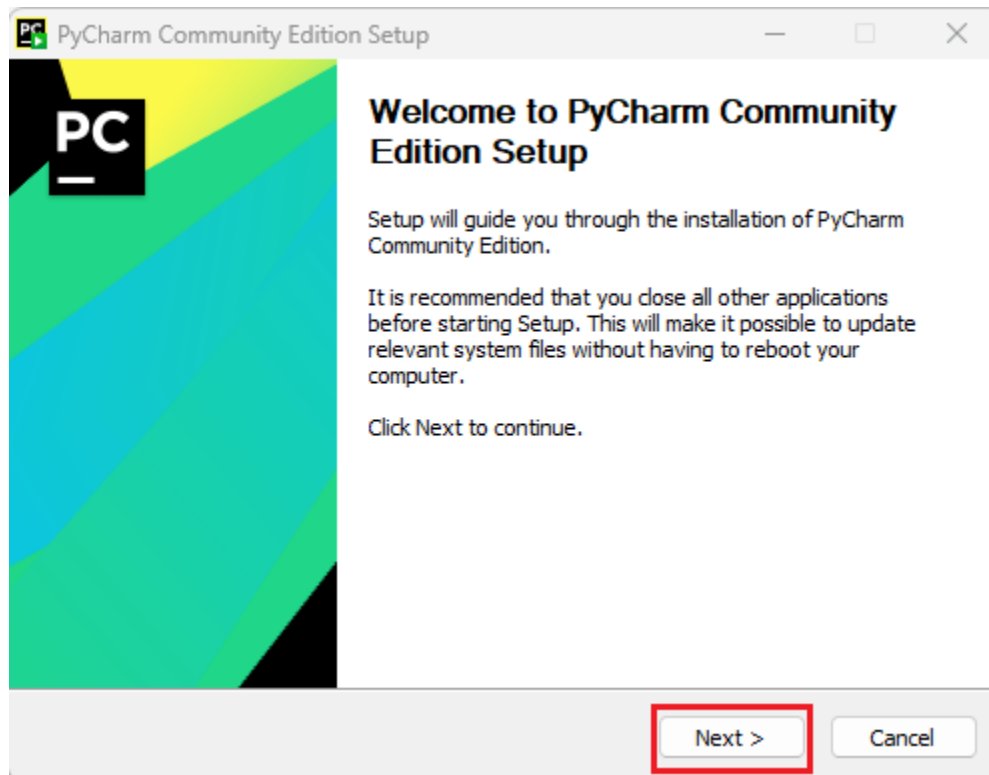 PyCharm Community Edition Setup
PC
Welcome to PyCharm Community
Edition Setup
Setup will guide you through the installation of PyCharm
Community Edition.
It is recommended that you close all other applications
before starting Setup. This will make it possible to update
relevant system files without having to reboot your
computer.
Click Next to continue.
Next >
Cancel